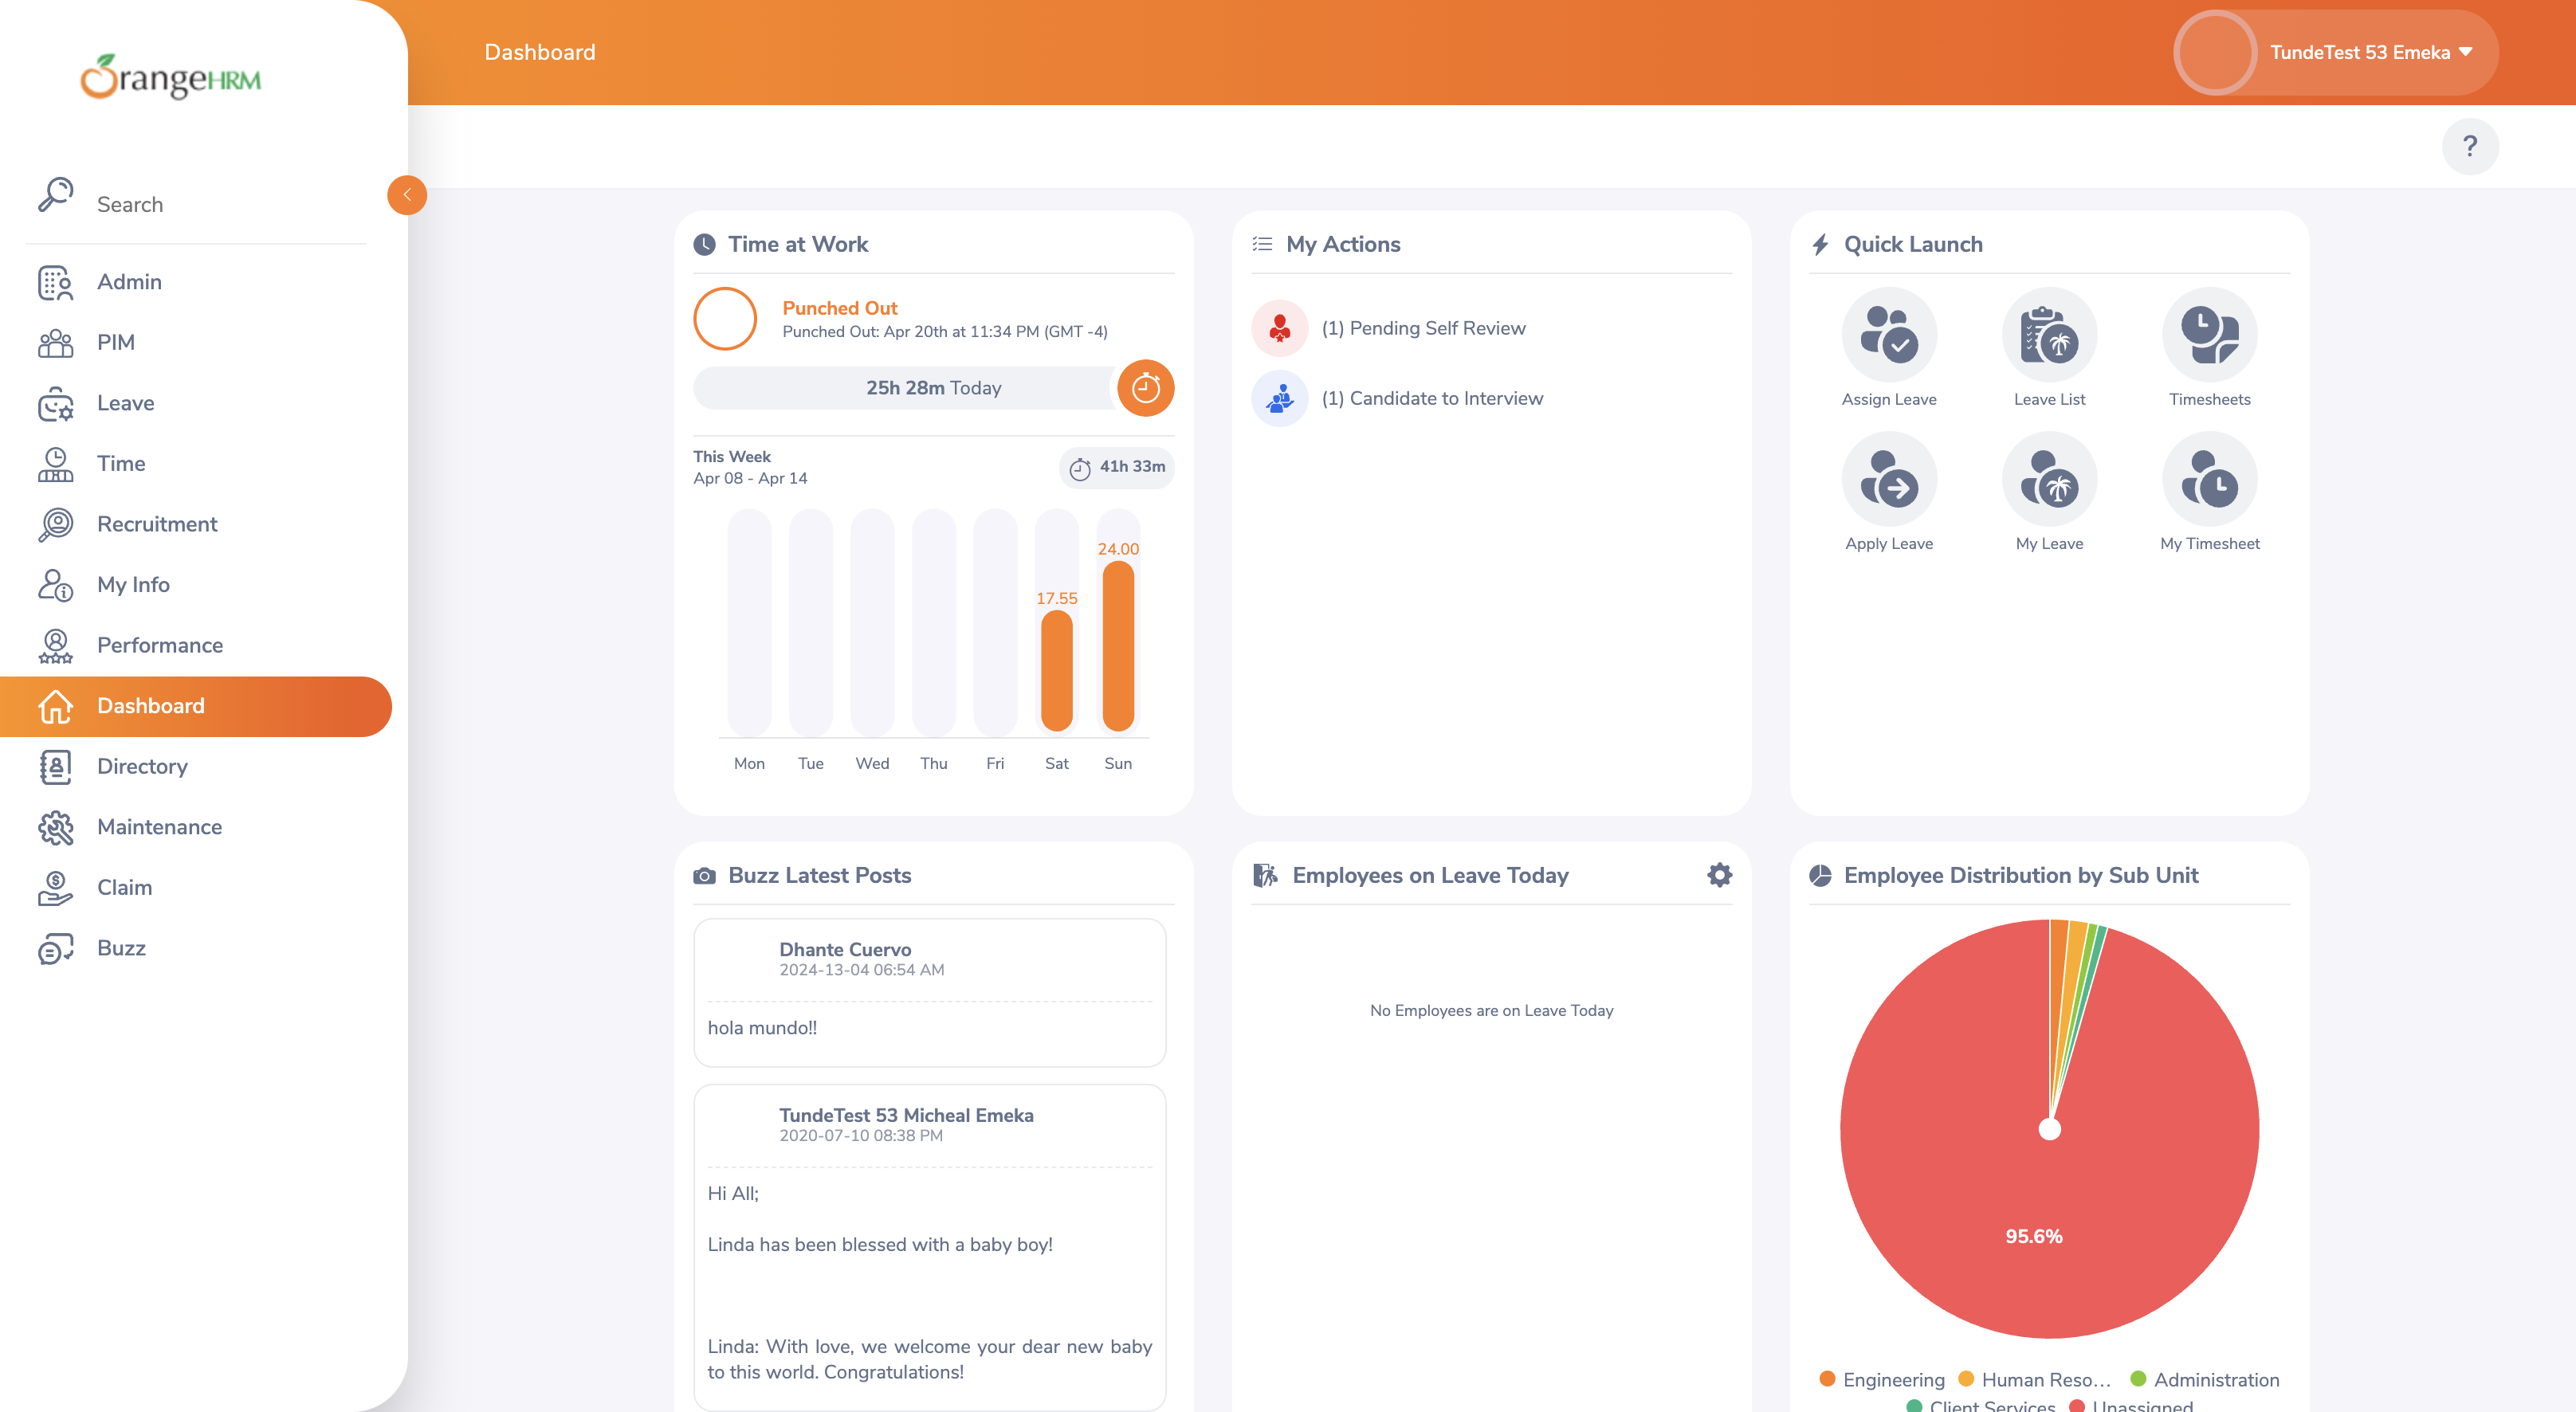 OrangeHRM
Search
Admin
PIM
Leave
Time
Recruitment
My Info
Performance
Dashboard
Directory
Maintenance
Claim
Buzz
Dashboard
TundeTest 53 Emeka
?
Time at Work
Punched Out
Punched Out: Apr 20th at 11:34 PM (GMT -4)
25h 28m Today
This Week
Apr 08 - Apr 14
41h 33m
17.55
24.00
Mon Tue Wed Thu Fri Sat Sun
My Actions
(1) Pending Self Review
(1) Candidate to Interview
Quick Launch
Assign Leave Leave List Timesheets
Apply Leave My Leave My Timesheet
Buzz Latest Posts
Dhante Cuervo
2024-13-04 06:54 AM
hola mundo!!
TundeTest 53 Micheal Emeka
2020-07-10 08:38 PM
Hi All;
Linda has been blessed with a baby boy!
Linda: With love, we welcome your dear new baby
to this world. Congratulations!
Employees on Leave Today
No Employees are on Leave Today
Employee Distribution by Sub Unit
95.6%
Engineering Human Reso... Administration
Client Services Unassigned